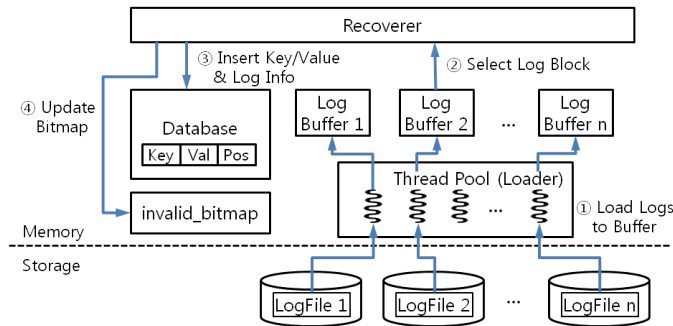 Recoverer
③ Insert Key/Value
& Log Info
② Select Log Block
④ Update
Bitmap
Database
Key Val Pos
Log
Buffer 1
Log
Buffer 2
...
Log
Buffer n
Thread Pool (Loader)
...
① Load Logs
to Buffer
invalid_bitmap
Memory
Storage
LogFile 1
LogFile 2
...
LogFile n